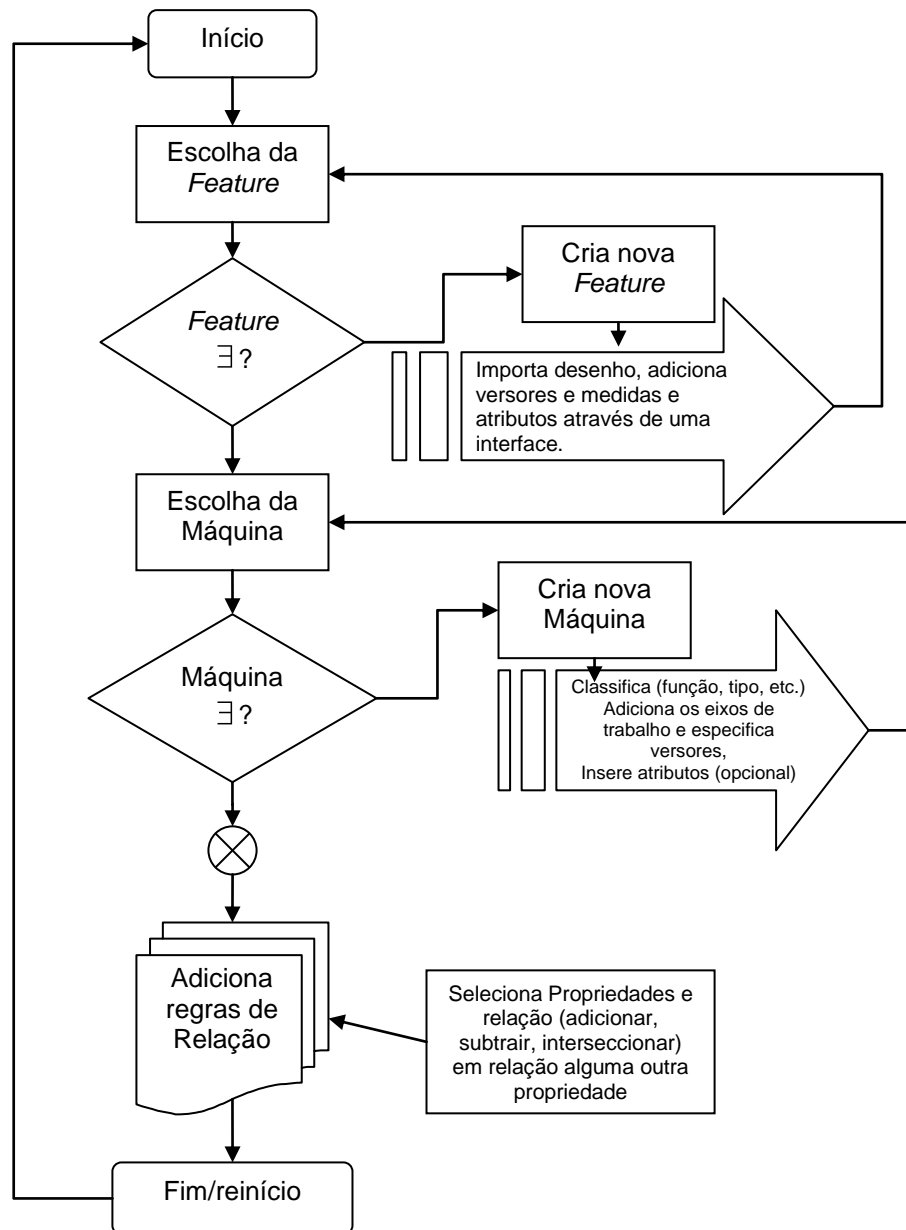 Início
Escolha da
Feature
Cria nova
Feature
Feature
∃ ?
Importa desenho, adiciona
versores e medidas e
atributos através de uma
interface.
Escolha da
Máquina
Cria nova
Máquina
Máquina
∃ ?
Classifica (função, tipo, etc.)
Adiciona os eixos de
trabalho e especifica
versores,
Insere atributos (opcional)
Adiciona
regras de
Relação
Seleciona Propriedades e
relação (adicionar,
subtrair, interseccionar)
em relação alguma outra
propriedade
Fim/reinício